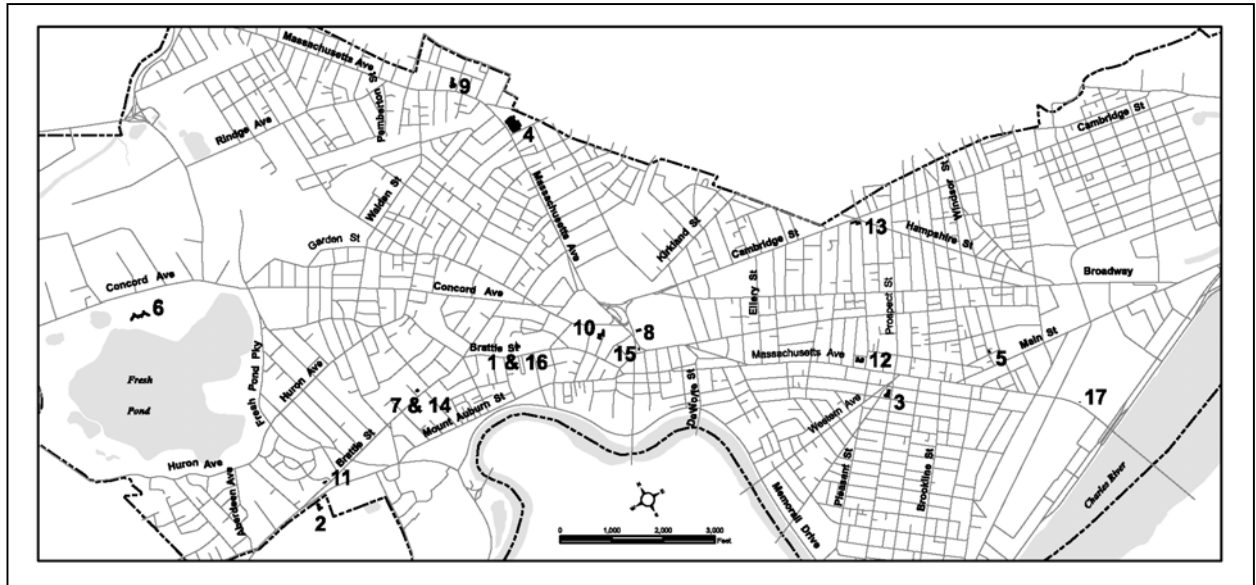 Massachusetts Ave
Pemberton St
9
4
Rindge Ave
Cambridge St
Walden St
Massachusetts Ave
Windsor St
Kirkland St
Cambridge St
13
Hampshire St
Garden St
Concord Ave
Concord Ave
Broadway
Ellery St
Prospect St
6
10
8
Main St
Fresh Pond Pky
Huron Ave
Brattle St
1 & 16
15
Massachusetts Ave
12
5
Fresh
Pond
7 & 14
Mount Auburn St
DeWolfe St
Western Ave
3
17
Brattle St
Huron Ave
Aberdeen Ave
11
2
Memorail Drive
Pleasant St
Brookline St
Charles River
0 1,000 2,000 3,000
Feet